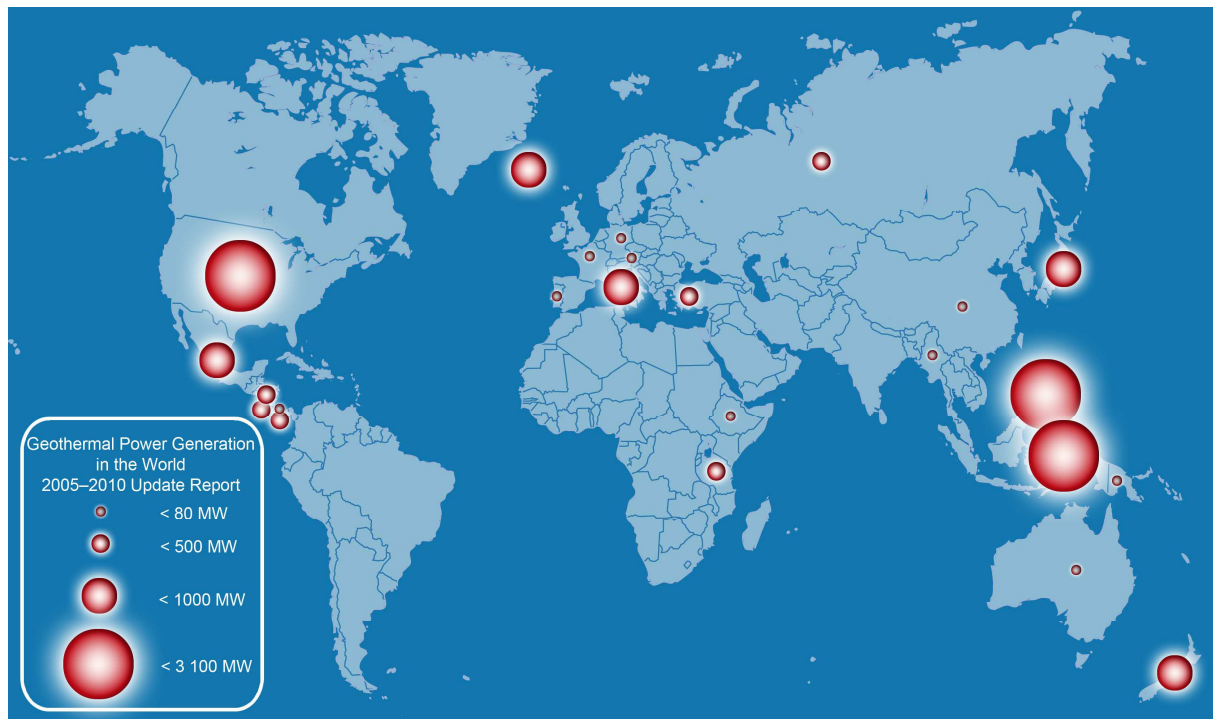 Geothermal Power Generation
in the World
2005–2010 Update Report
< 80 MW
< 500 MW
< 1000 MW
< 3 100 MW